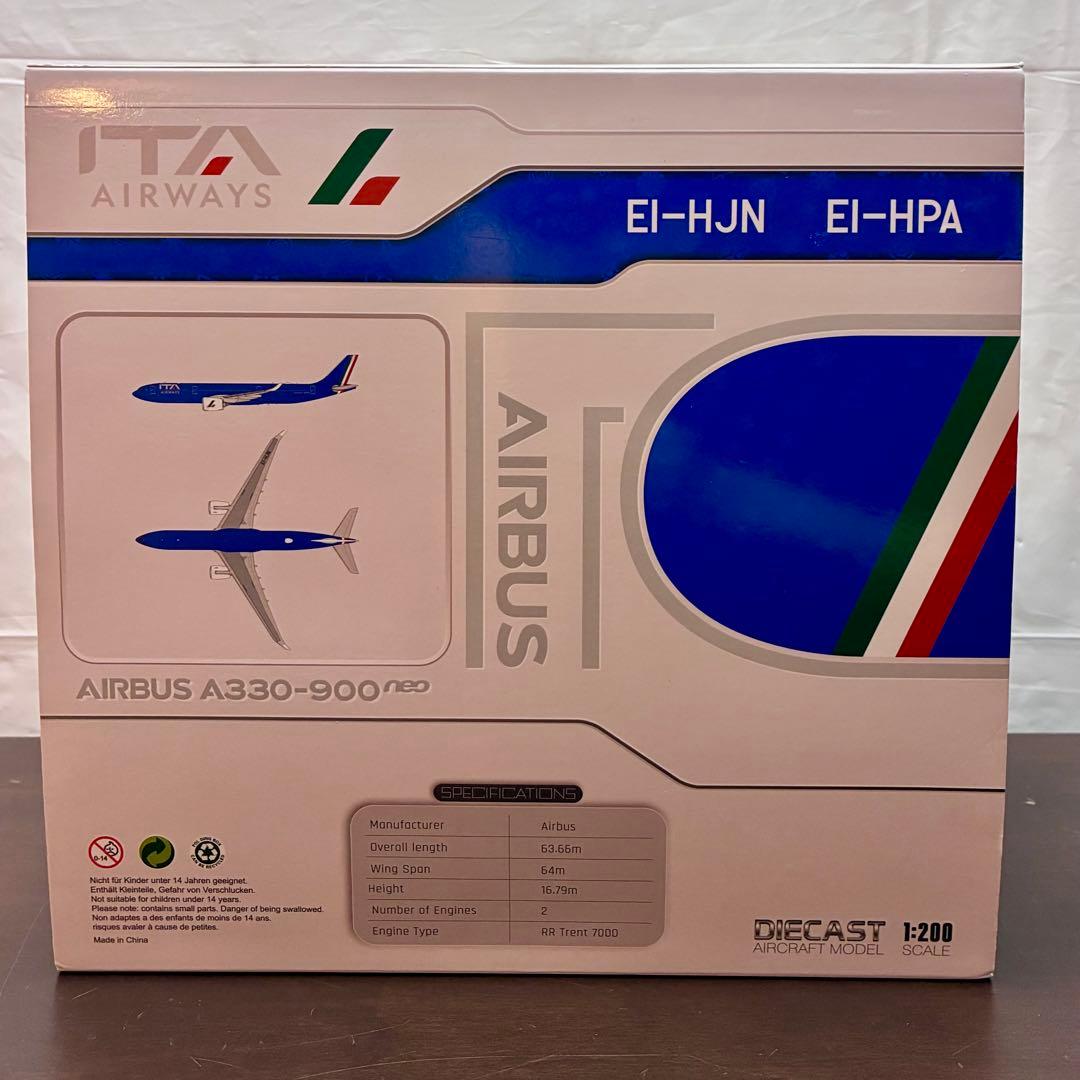 ITA
AIRWAYS
EI-HJN EI-HPA
ITA
AIRWAYS
AIRBUS
AIRBUS A330-900neo
SPECIFICATIONS
Manufacturer Airbus
Overall length 63.66m
Wing Span 64m
Height 16.79m
Number of Engines 2
Engine Type RR Trent 7000
0-14
Nicht für Kinder unter 14 Jahren geeignet.
Enthält Kleinteile, Gefahr von Verschlucken.
Not suitable for children under 14 years.
Please note: contains small parts. Danger of being swallowed.
Non adaptes a des enfants de moins de 14 ans.
risques avaler à cause de petites.
Made in China
DIECAST 1:200
AIRCRAFT MODEL SCALE